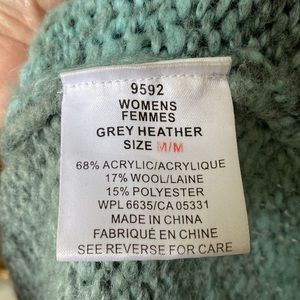 9592
WOMENS
FEMMES
GREY HEATHER
SIZE M/M
68% ACRYLIC/ACRYLIQUE
17% WOOL/LAINE
15% POLYESTER
WPL 6635/CA 05331
MADE IN CHINA
FABRIQUÉ EN CHINE
SEE REVERSE FOR CARE